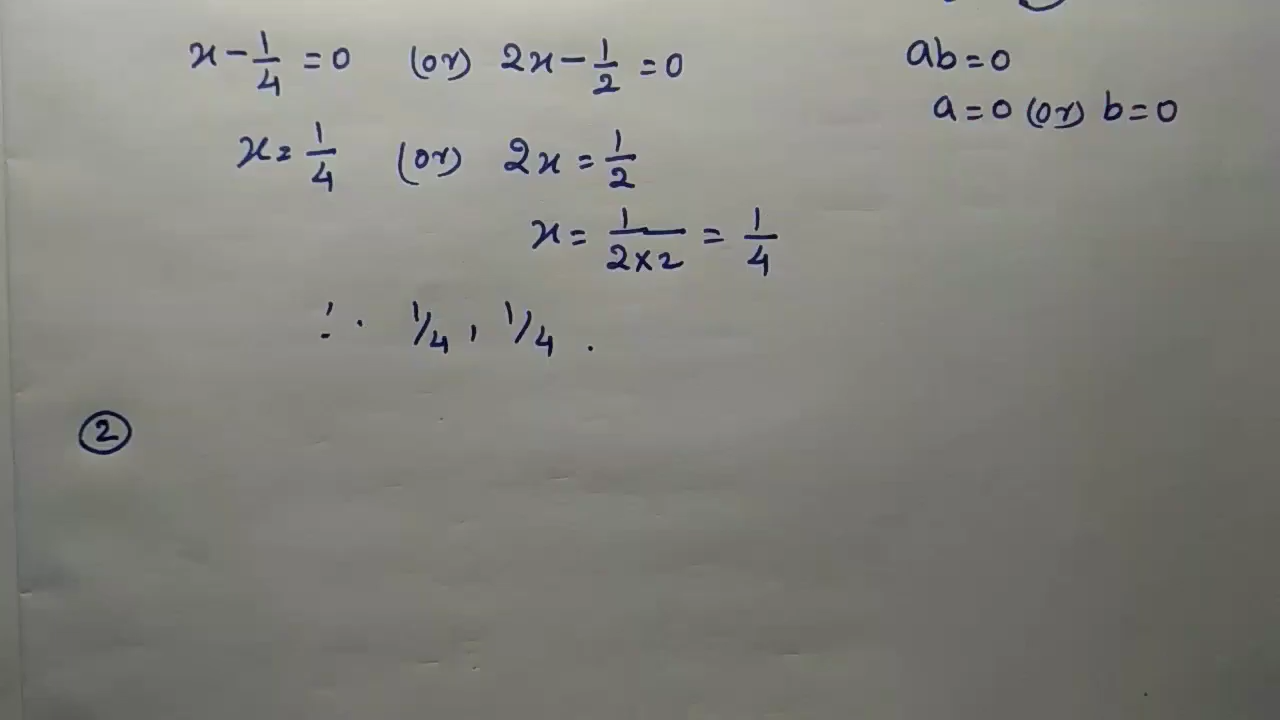 x - 1/4 = 0 (or) 2x - 1/2 = 0
ab = 0
a = 0 (or) b = 0
x = 1/4 (or) 2x = 1/2
x = 1/(2×2) = 1/4
∴ 1/4 , 1/4 .
②